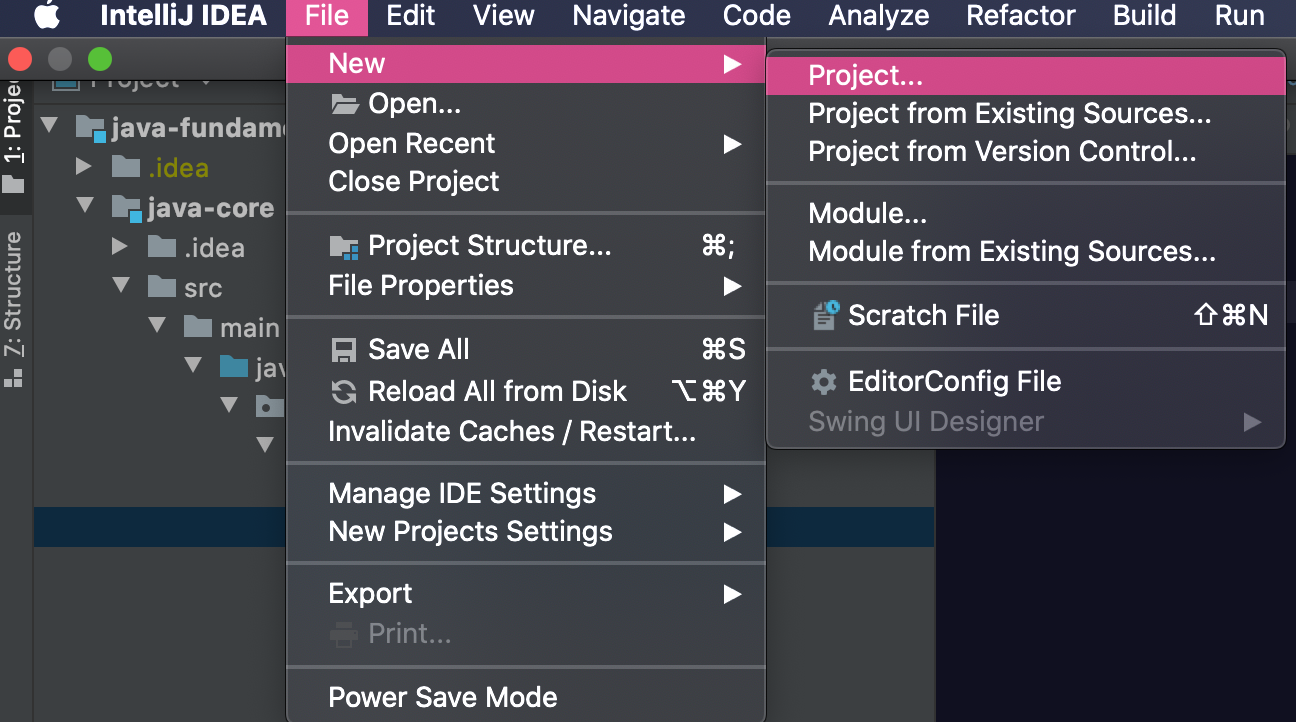 IntelliJ IDEA File Edit View Navigate Code Analyze Refactor Build Run
Project
1: Project
7: Structure
.idea
java-core
.idea
src
main
New
Open...
Open Recent
Close Project
Project Structure... ⌘;
File Properties
Save All ⌘S
Reload All from Disk ⌥⌘Y
Invalidate Caches / Restart...
Manage IDE Settings
New Projects Settings
Export
Print...
Power Save Mode
Project...
Project from Existing Sources...
Project from Version Control...
Module...
Module from Existing Sources...
Scratch File ⇧⌘N
EditorConfig File
Swing UI Designer